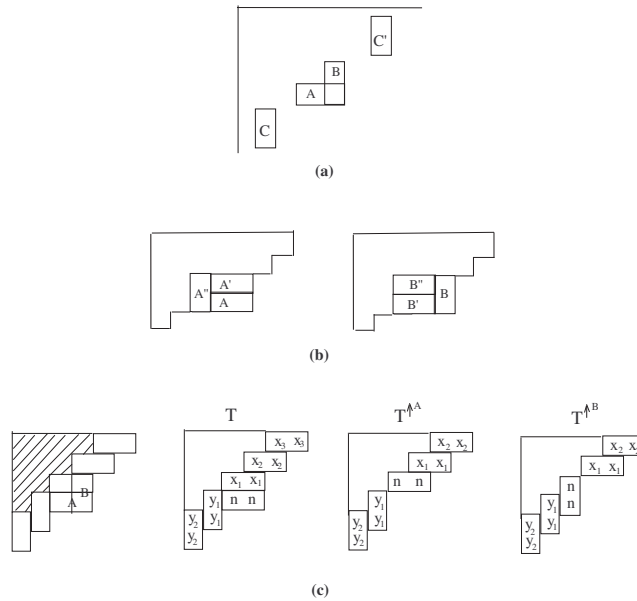 C'
B
A
C
(a)
A" A'
A
B" B
B'
(b)
T T↑A T↑B
x₃ x₃ x₂ x₂ x₂ x
x₂ x₂ x₁ x₁ x₁ x₁
B x₁ x₁ n n n
A y₁ n n y₁ y₁ n
y₂ y₁ y₂ y₁ y₂ y₁
y₂ y₂ y₂
(c)